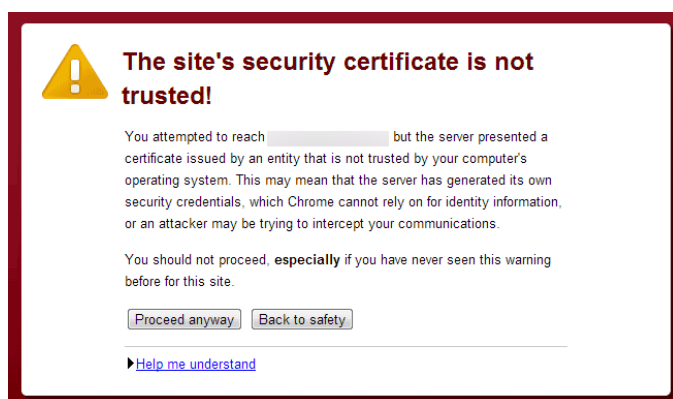 The site's security certificate is not
trusted!
You attempted to reach but the server presented a
certificate issued by an entity that is not trusted by your computer's
operating system. This may mean that the server has generated its own
security credentials, which Chrome cannot rely on for identity information,
or an attacker may be trying to intercept your communications.
You should not proceed, especially if you have never seen this warning
before for this site.
Proceed anyway Back to safety
Help me understand